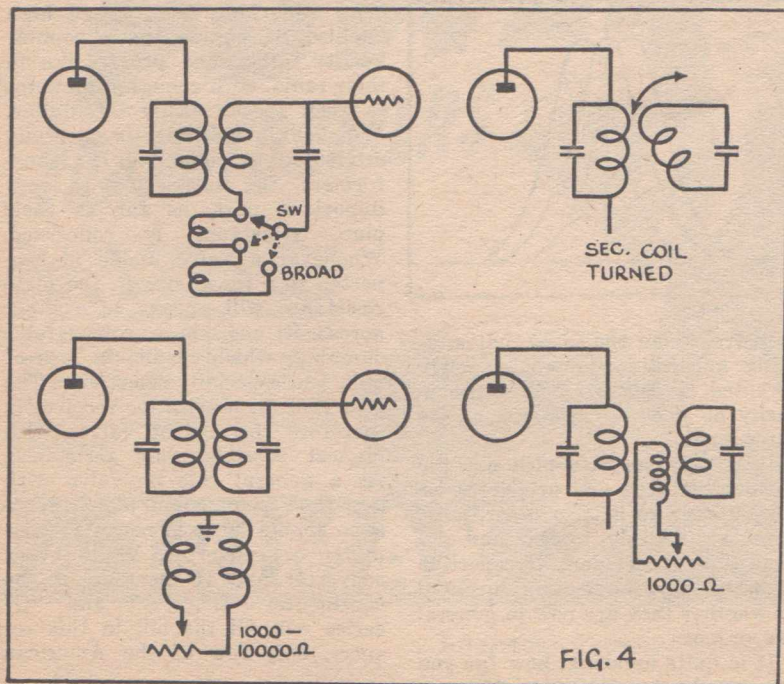 SW
BROAD
SEC. COIL
TURNED
1000 -
10000 Ω
1000 Ω
FIG. 4